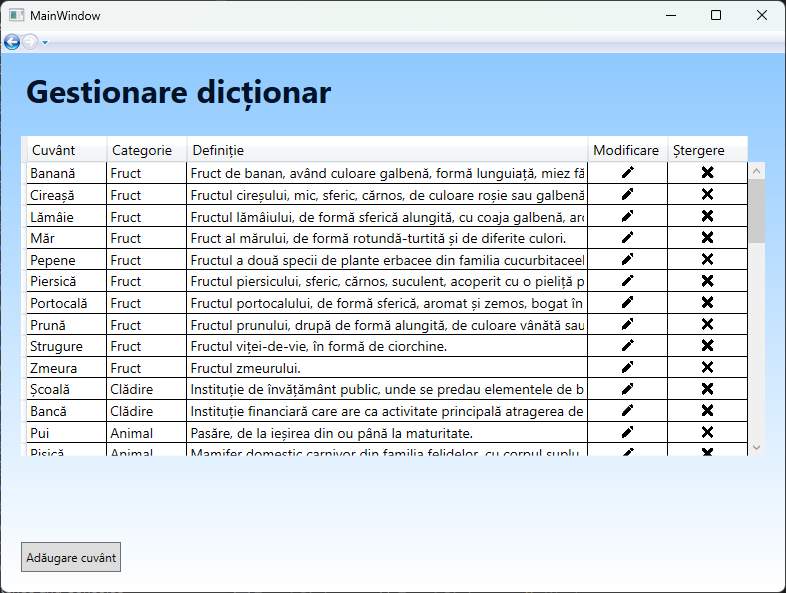 MainWindow
Gestionare dicționar
Cuvânt Categorie Definiție Modificare Ștergere
Banană Fruct Fruct de banan, având culoare galbenă, formă lunguiață, miez fă
Cireașă Fruct Fructul cireșului, mic, sferic, cărnos, de culoare roșie sau galbenă
Lămâie Fruct Fructul lămâiului, de formă sferică alungită, cu coaja galbenă, aro
Măr Fruct Fruct al mărului, de formă rotundă-turtită și de diferite culori.
Pepene Fruct Fructul a două specii de plante erbacee din familia cucurbitaceel
Piersică Fruct Fructul piersicului, sferic, cărnos, suculent, acoperit cu o pieliță p
Portocală Fruct Fructul portocalului, de formă sferică, aromat și zemos, bogat în
Prună Fruct Fructul prunului, drupă de formă alungită, de culoare vânătă sau
Strugure Fruct Fructul viței-de-vie, în formă de ciorchine.
Zmeura Fruct Fructul zmeurului.
Școală Clădire Instituție de învățământ public, unde se predau elementele de b
Bancă Clădire Instituție financiară care are ca activitate principală atragerea de
Pui Animal Pasăre, de la ieșirea din ou până la maturitate.
Pisică Animal Mamifer domestic carnivor din familia felidelor, cu corpul suplu
Adăugare cuvânt